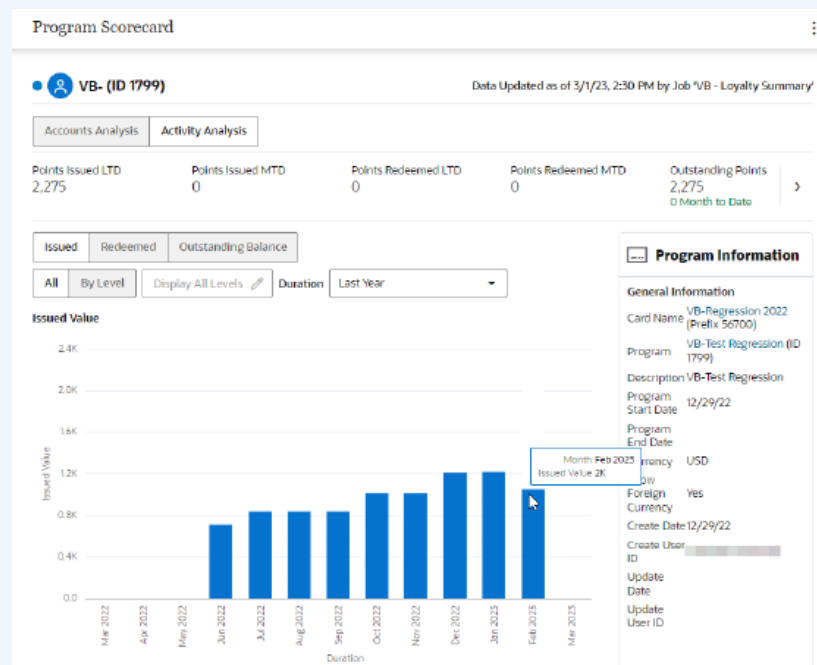 Program Scorecard
VB- (ID 1799)
Data Updated as of 3/1/23, 2:30 PM by Job 'VB - Loyalty Summary'
Accounts Analysis
Activity Analysis
Points Issued LTD
2,275
Points Issued MTD
0
Points Redeemed LTD
0
Points Redeemed MTD
0
Outstanding Points
2,275
0 Month to Date
Issued
Redeemed
Outstanding Balance
All
By Level
Display All Levels
Duration
Last Year
Issued Value
2.4K
2.0K
1.6K
1.2K
0.8K
0.4K
0.0
Issued Value
Month Feb 2023
Issued Value 2K
Mar 2022
Apr 2022
May 2022
Jun 2022
Jul 2022
Aug 2022
Sep 2022
Oct 2022
Nov 2022
Dec 2022
Jan 2023
Feb 2023
Mar 2023
Duration
Program Information
General Information
Card Name
VB-Regression 2022
(Prefix 56700)
Program
VB-Test Regression (ID
1799)
Description VB-Test Regression
Program
Start Date
12/29/22
Program
End Date
rrency USD
ow
Foreign
Currency
Yes
Create Date 12/29/22
Create User
ID
Update
Date
Update
User ID